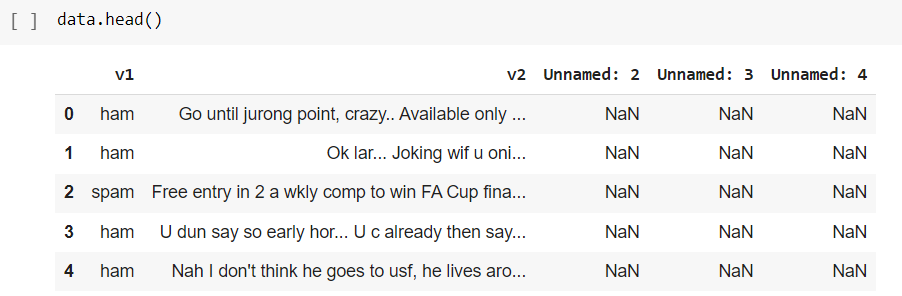 [ ] data.head()
v1 v2 Unnamed: 2 Unnamed: 3 Unnamed: 4
0 ham Go until jurong point, crazy.. Available only ... NaN NaN NaN
1 ham Ok lar... Joking wif u oni... NaN NaN NaN
2 spam Free entry in 2 a wkly comp to win FA Cup fina... NaN NaN NaN
3 ham U dun say so early hor... U c already then say... NaN NaN NaN
4 ham Nah I don't think he goes to usf, he lives aro... NaN NaN NaN